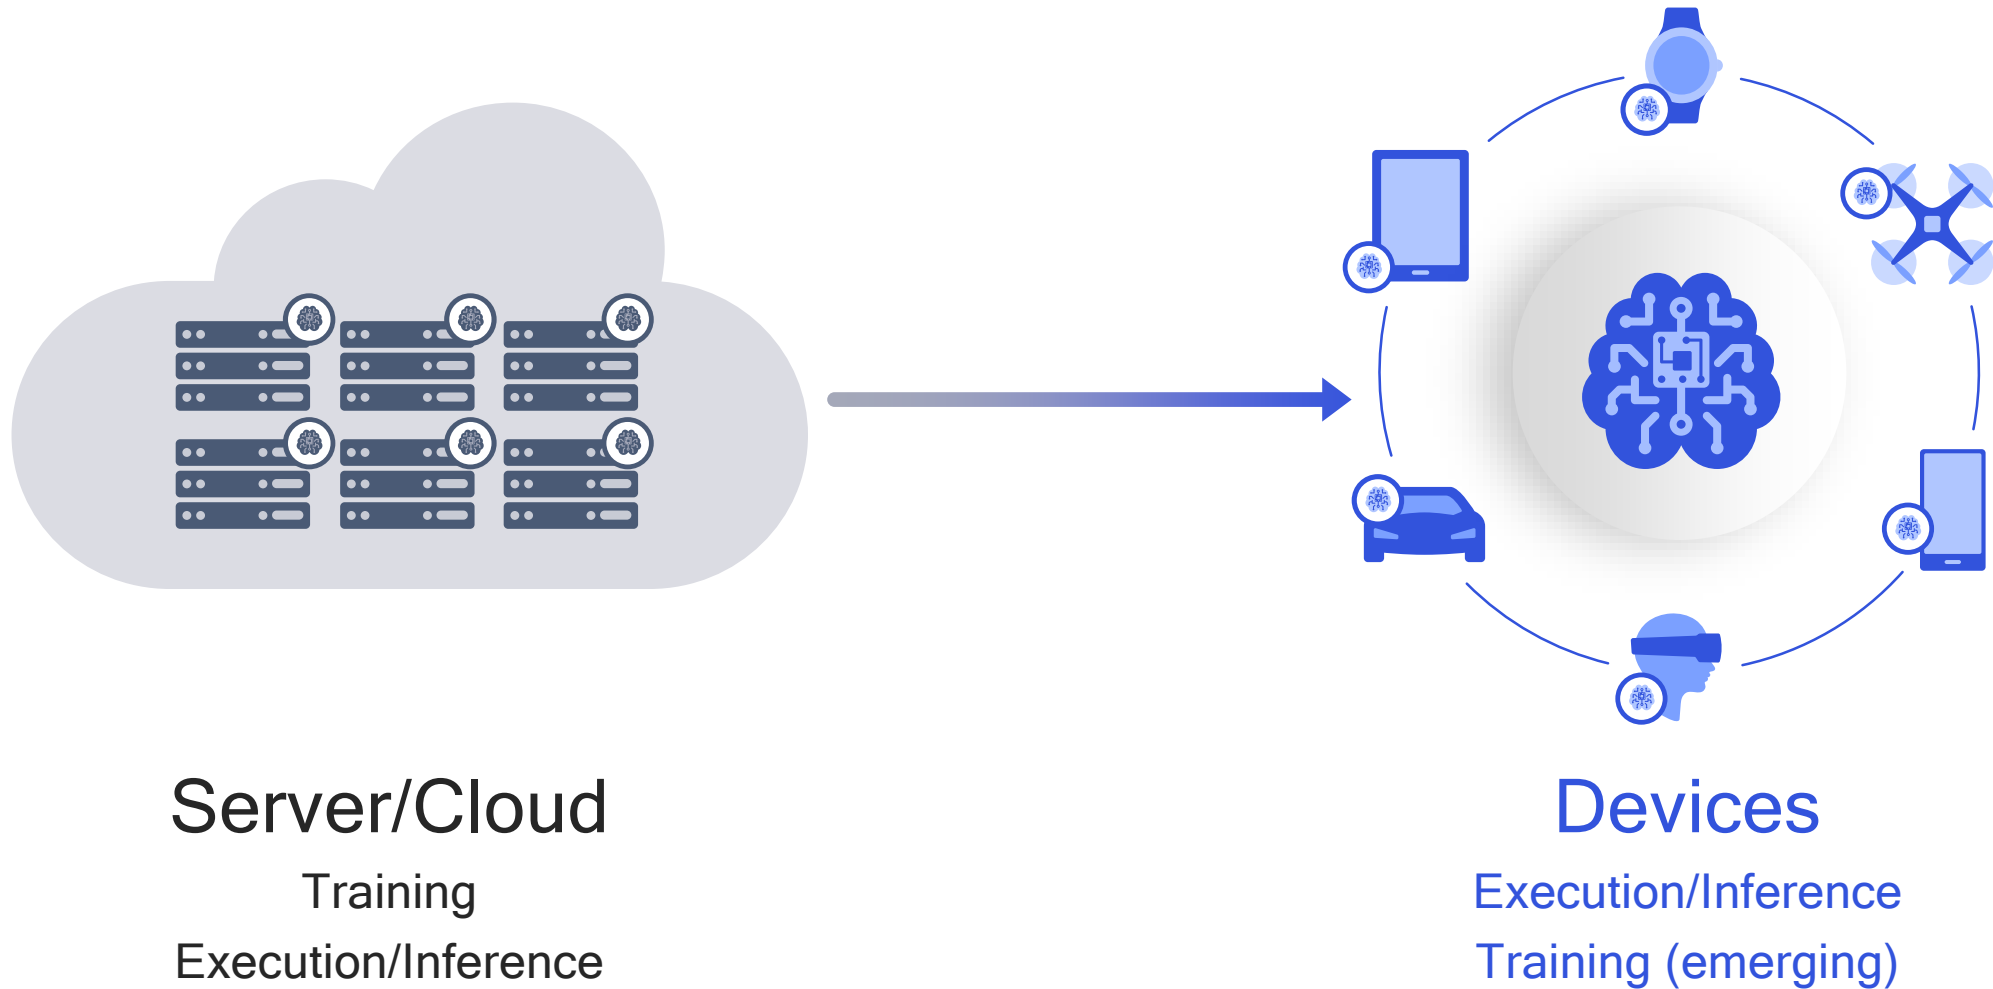 Server/Cloud
Training
Execution/Inference
Devices
Execution/Inference
Training (emerging)